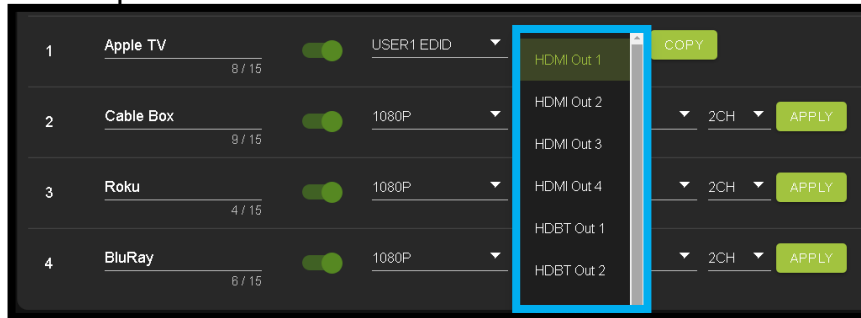 1 Apple TV USER1 EDID HDMI Out 1 COPY
8 / 15
HDMI Out 2
2 Cable Box 1080P 2CH APPLY
9 / 15
HDMI Out 3
3 Roku 1080P HDMI Out 4 2CH APPLY
4 / 15
HDBT Out 1
4 BluRay 1080P HDBT Out 2 2CH APPLY
6 / 15